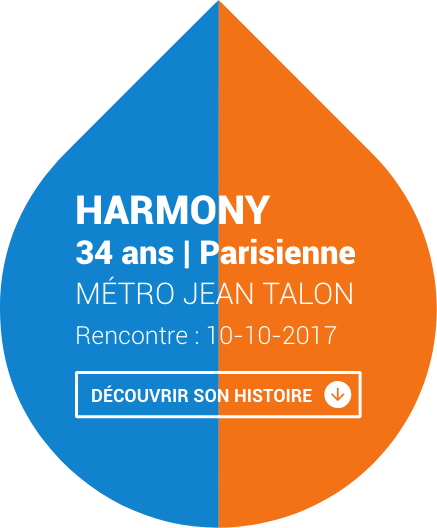 HARMONY
34 ans | Parisienne
MÉTRO JEAN TALON
Rencontre : 10-10-2017
DÉCOUVRIR SON HISTOIRE